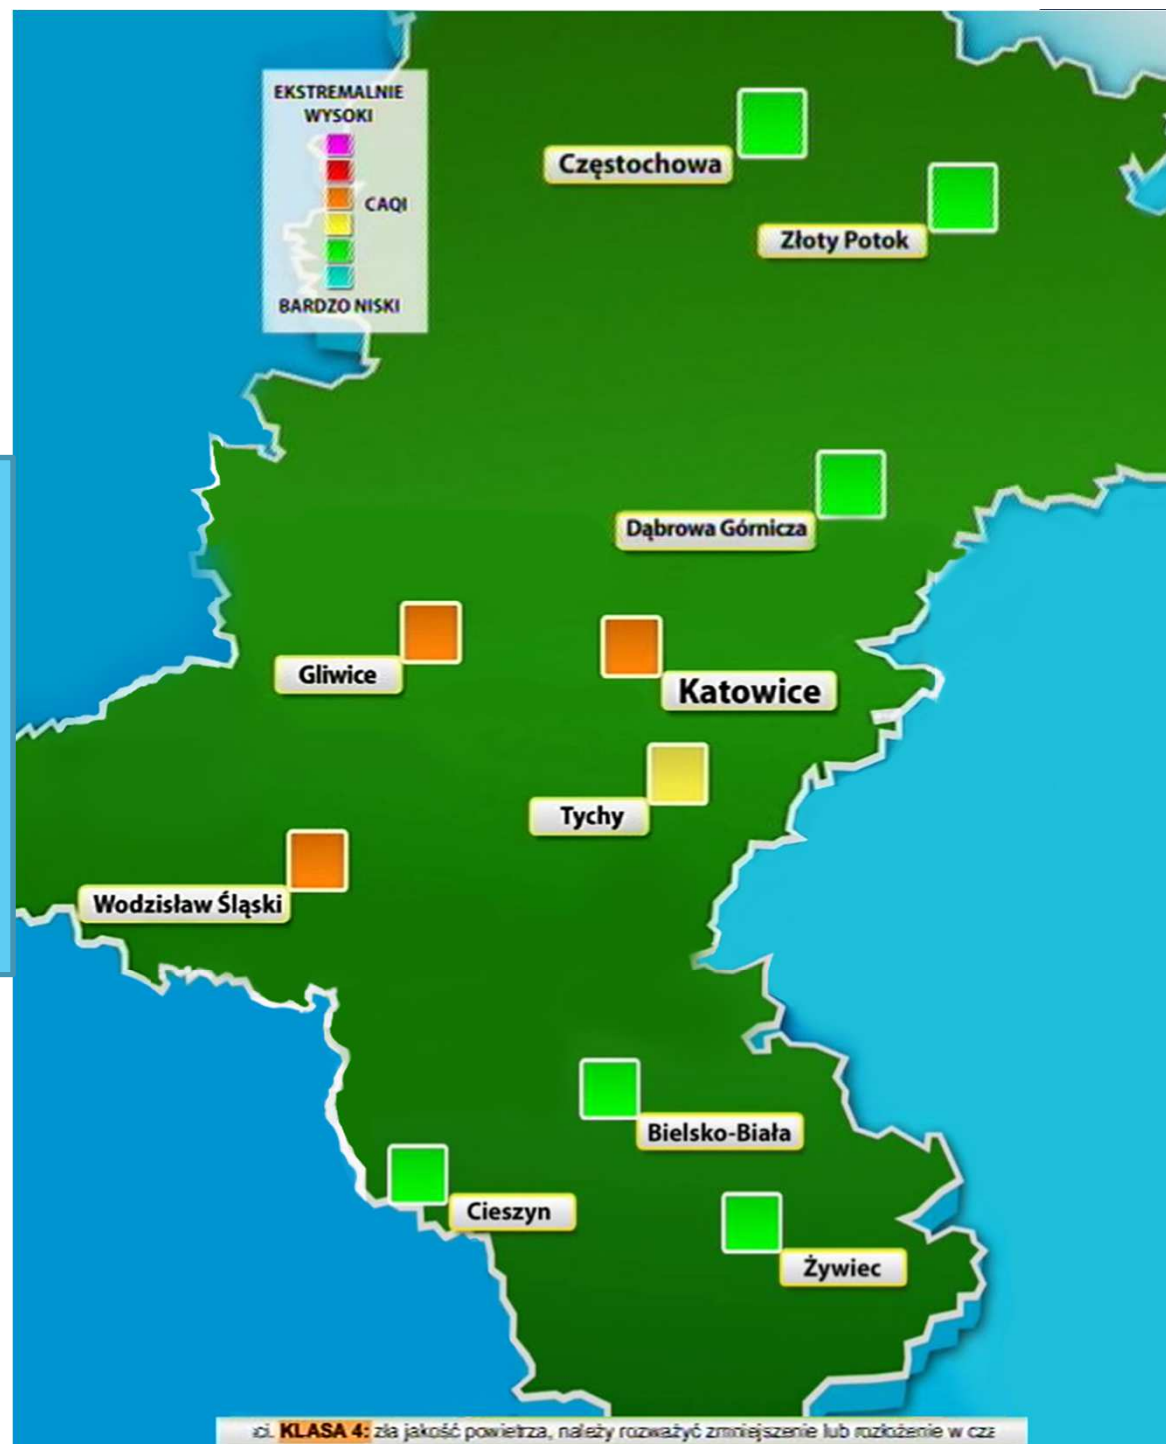 EKSTREMALNIE
WYSOKI
CAQI
BARDZO NISKI
Częstochowa
Złoty Potok
Dąbrowa Górnicza
Gliwice
Katowice
Tychy
Wodzisław Śląski
Bielsko-Biała
Cieszyn
Żywiec
ci. KLASA 4: zła jakość powietrza, należy rozważyć zmniejszenie lub rozłożenie w cza